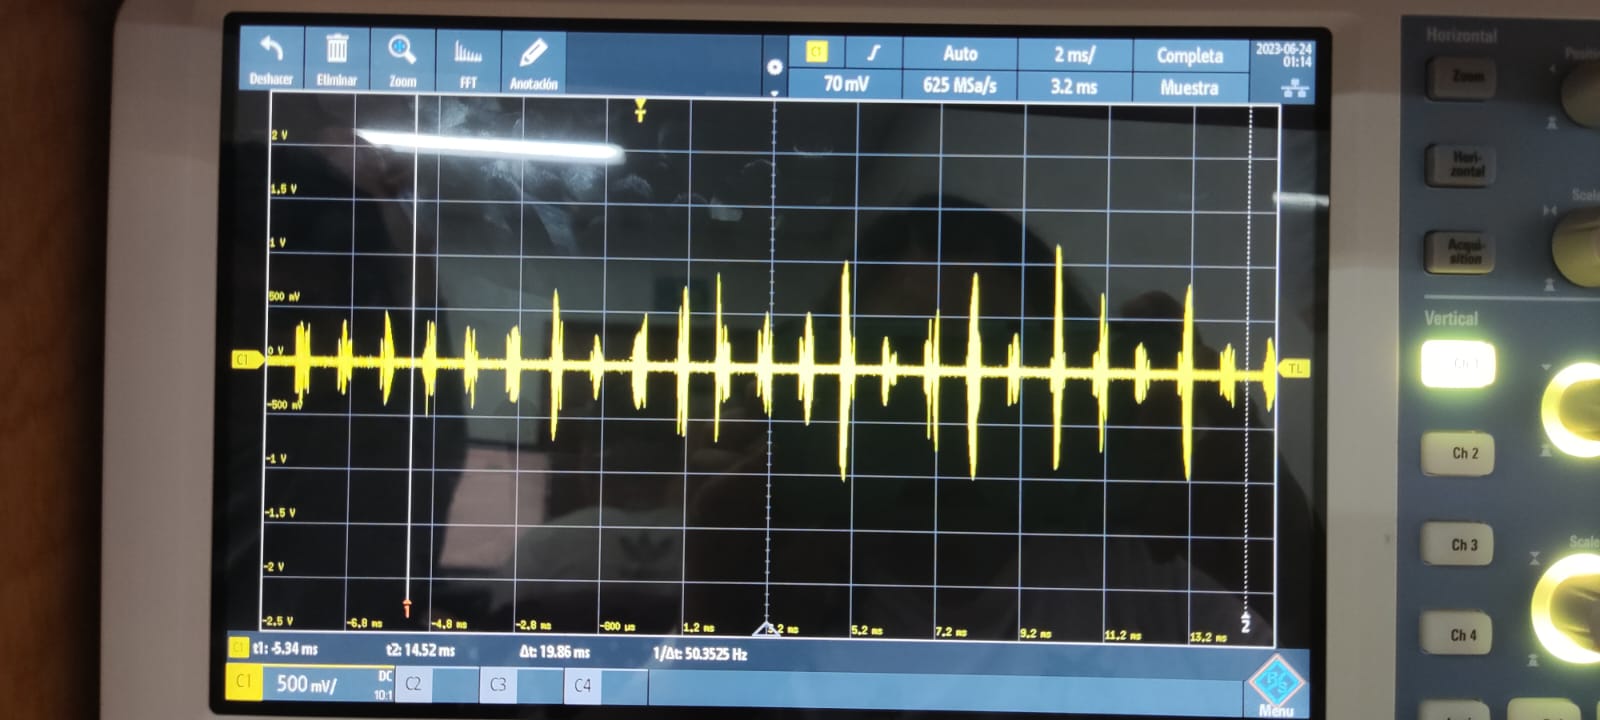 Deshacer Eliminar Zoom FFT Anotación
C1 Auto 2 ms/ Completa 2023-06-24
01:14
70 mV 625 MSa/s 3.2 ms Muestra
T
2 V
1,5 V
1 V
500 mV
C1 0 V TL
-500 mV
-1 V
-1,5 V
-2 V
1 2
-2,5 V -6,8 ms -4,8 ms -2,8 ms -800 µs 1,2 ms 3,2 ms 5,2 ms 7,2 ms 9,2 ms 11,2 ms 13,2 ms
C1 t1: -5.34 ms t2: 14.52 ms Δt: 19.86 ms 1/Δt: 50.3525 Hz
C1 500 mV/ DC
10:1
C2 C3 C4
R&S
Menu
Horizontal
Zoom
Hori-
zontal
Acqui-
sition
Vertical
Ch 1
Ch 2
Ch 3
Scale
Ch 4